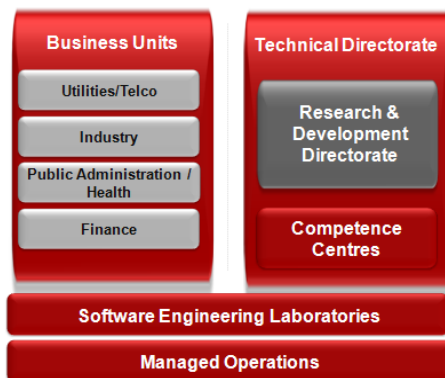 Business Units
Utilities/Telco
Industry
Public Administration /
Health
Finance
Technical Directorate
Research &
Development
Directorate
Competence
Centres
Software Engineering Laboratories
Managed Operations